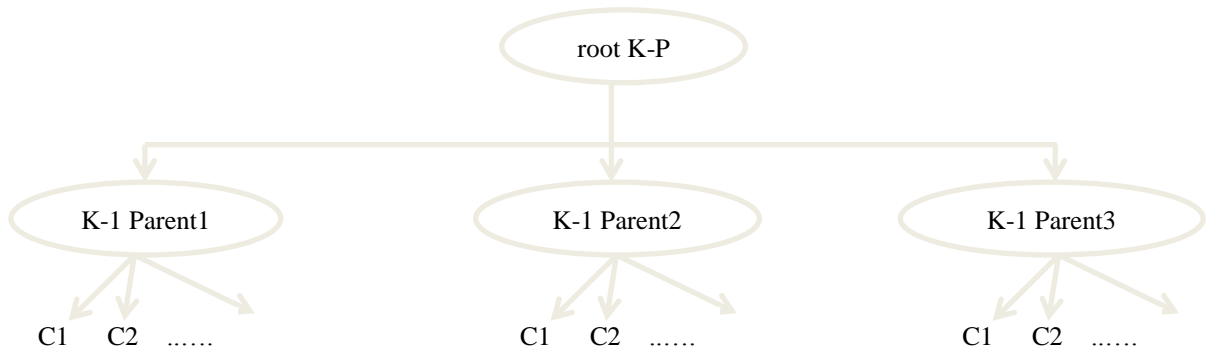 root K-P
K-1 Parent1 K-1 Parent2 K-1 Parent3
C1 C2 ..…. C1 C2 ..…. C1 C2 ..….